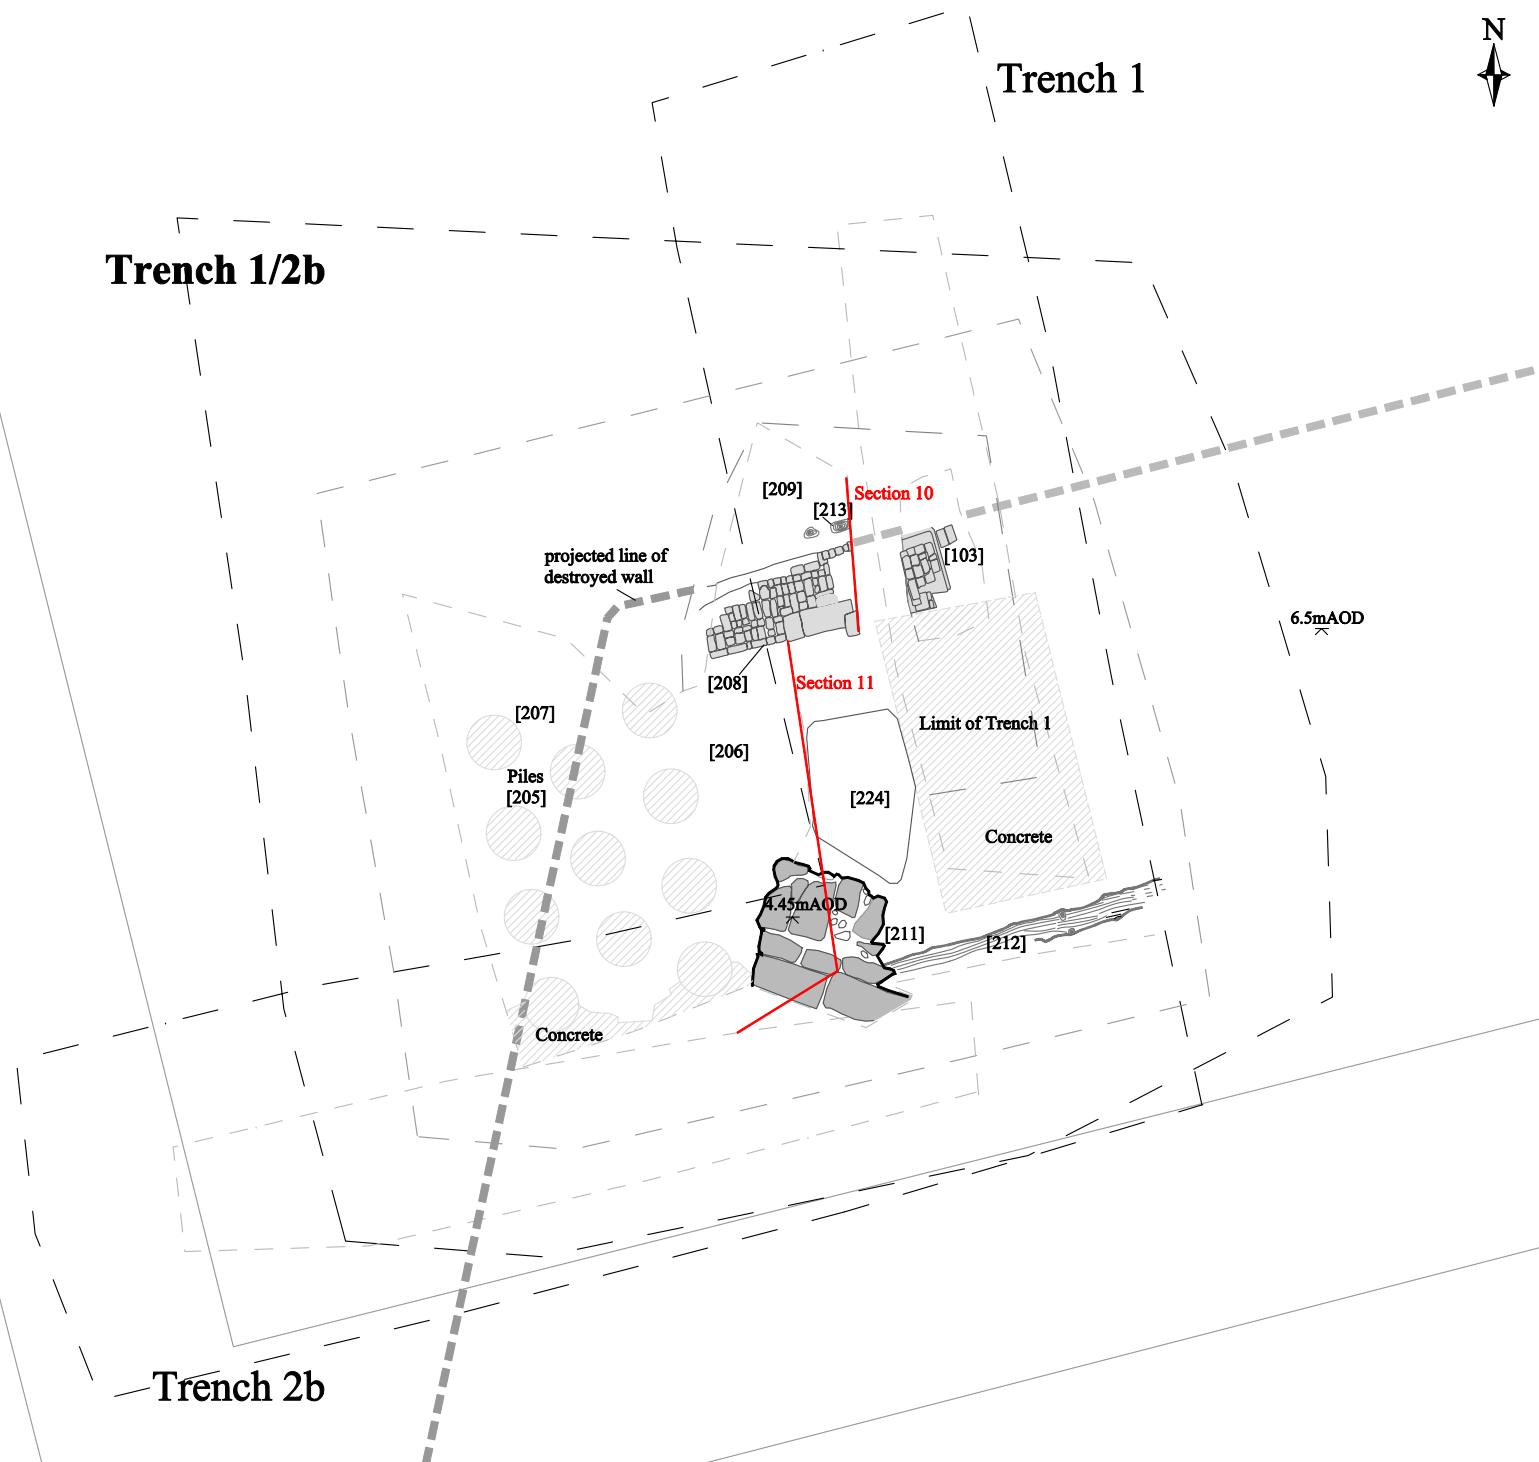 N
Trench 1
Trench 1/2b
[209]
Section 10
[213]
projected line of
destroyed wall
[103]
6.5mAOD
[208]
Section 11
[207]
Limit of Trench 1
[206]
Piles
[205]
[224]
Concrete
4.45mAOD
[211]
[212]
Concrete
Trench 2b